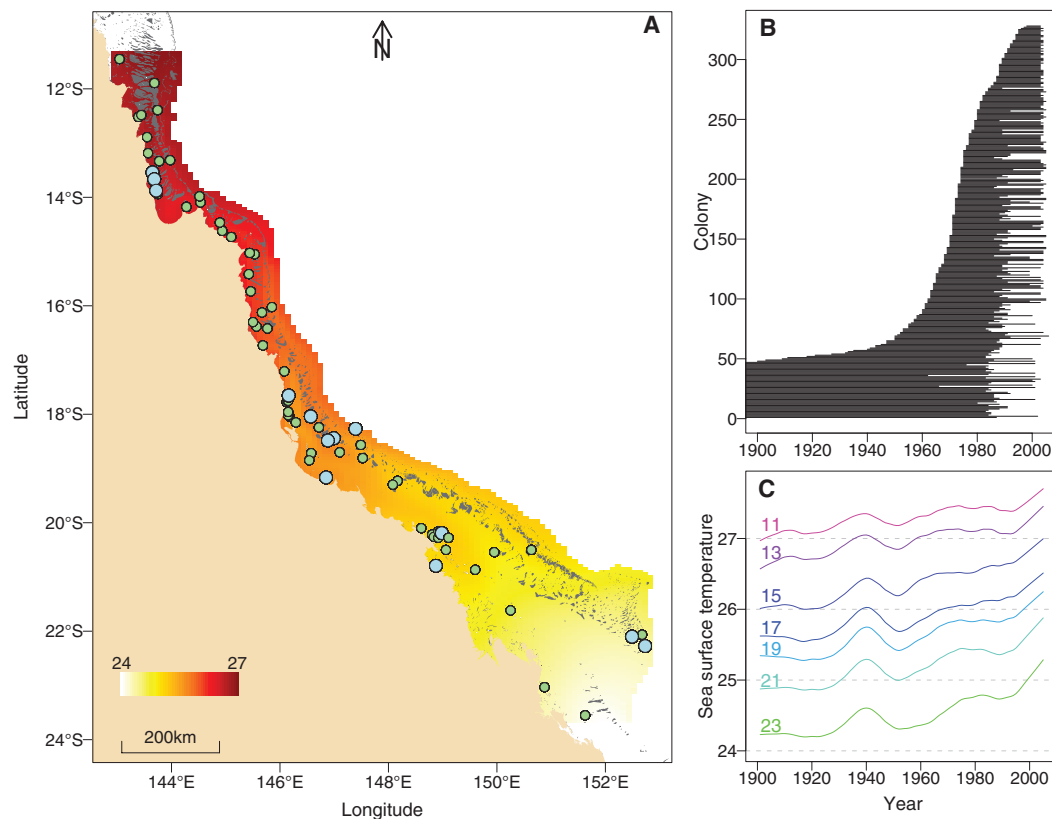 A
N
12°S
14°S
16°S
18°S
20°S
22°S
24°S
Latitude
24 27
200km
144°E 146°E 148°E 150°E 152°E
Longitude
B
300
250
200
150
100
50
0
Colony
1900 1920 1940 1960 1980 2000
C
27
26
25
24
Sea surface temperature
11
13
15
17
19
21
23
1900 1920 1940 1960 1980 2000
Year